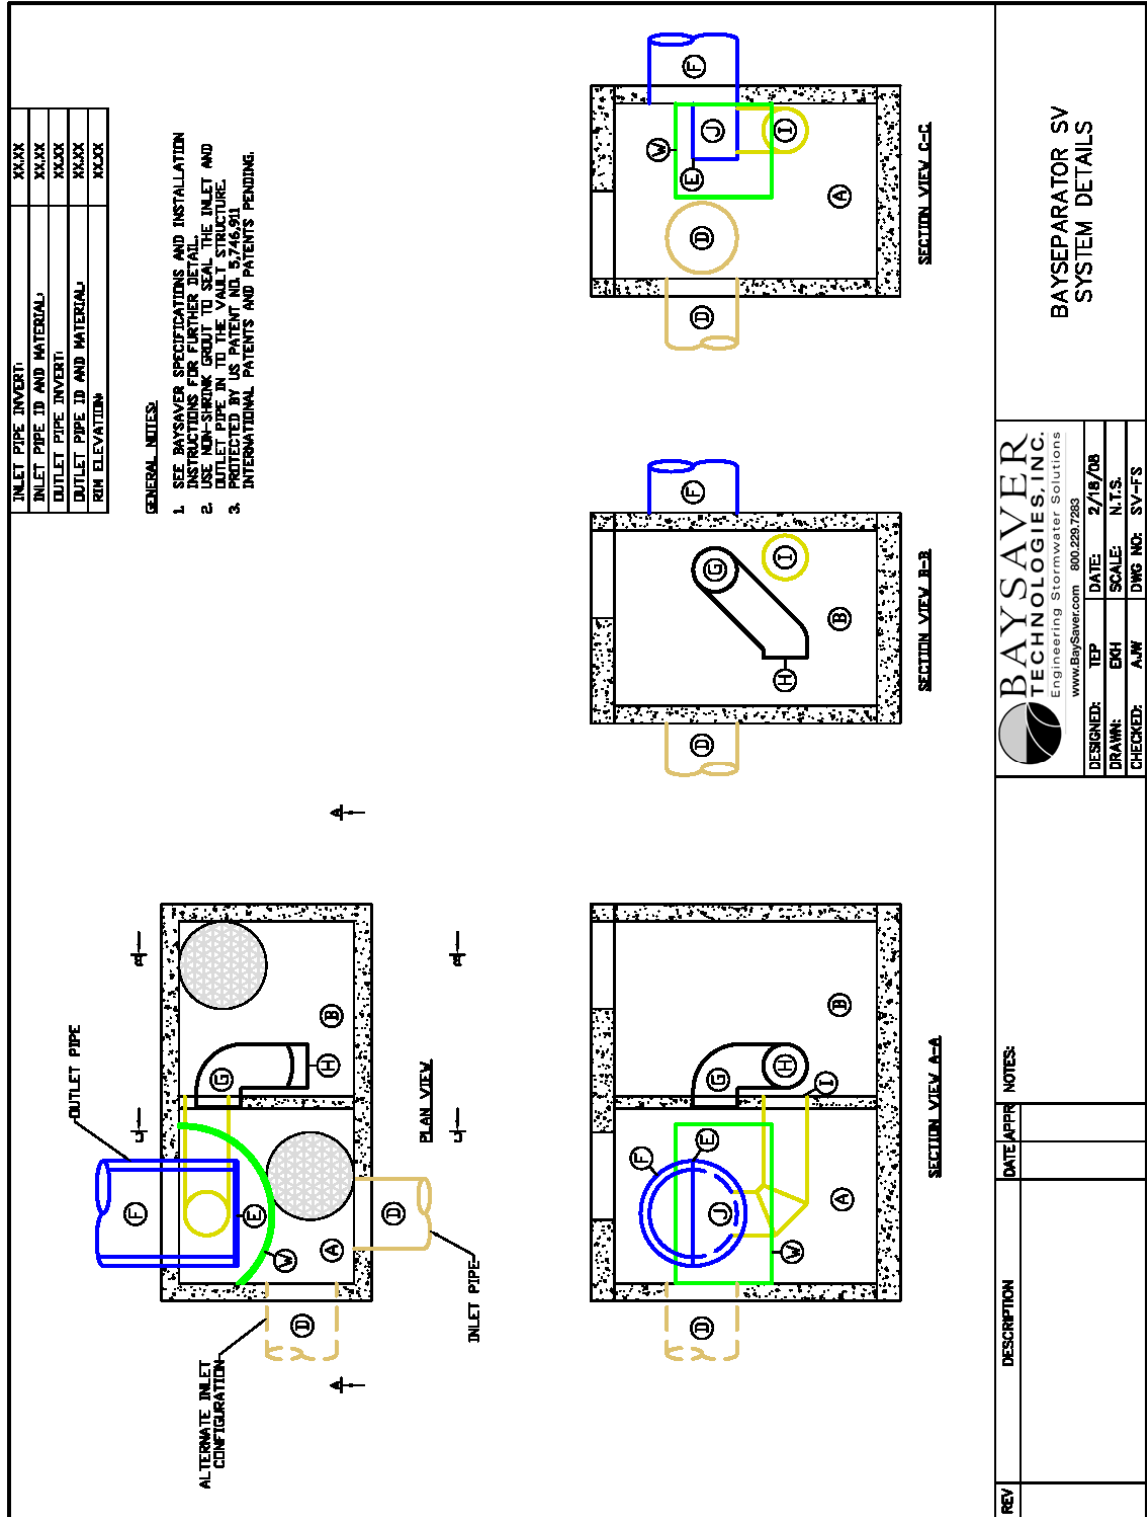 INLET PIPE INVERT: XX.XX
INLET PIPE ID AND MATERIAL: XX.XX
OUTLET PIPE INVERT: XX.XX
OUTLET PIPE ID AND MATERIAL: XX.XX
RIM ELEVATION: XX.XX
GENERAL NOTES:
1. SEE BAYSAVER SPECIFICATIONS AND INSTALLATION
INSTRUCTIONS FOR FURTHER DETAIL.
2. USE NON-SHRINK GROUT TO SEAL THE INLET AND
OUTLET PIPE IN TO THE VAULT STRUCTURE.
3. PROTECTED BY US PATENT NO. 5,746,911
INTERNATIONAL PATENTS AND PATENTS PENDING.
OUTLET PIPE
ALTERNATE INLET
CONFIGURATION
INLET PIPE
F
E
W
A
D
D
G
H
B
A
A
B
B
C
C
PLAN VIEW
D
F
E
J
W
A
G
H
I
B
SECTION VIEW A-A
D
F
G
I
H
B
SECTION VIEW B-B
D
D
F
W
E
J
I
A
SECTION VIEW C-C
REV
DESCRIPTION
DATE
APPR
NOTES:
BAYSAVER
TECHNOLOGIES, INC.
Engineering Stormwater Solutions
www.BaySaver.com 800.229.7283
DESIGNED: TEP DATE: 2/18/08
DRAWN: EKH SCALE: N.T.S.
CHECKED: AJW DWG NO: SV-FS
BAYSEPARATOR SV
SYSTEM DETAILS